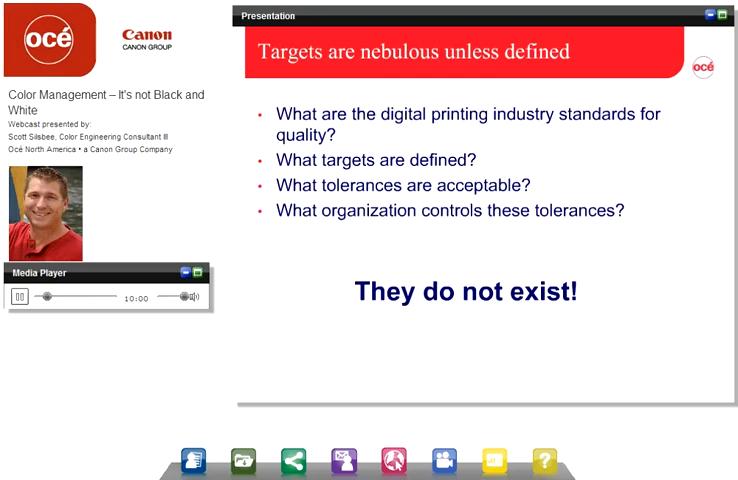 océ
Canon
CANON GROUP
Color Management – It's not Black and
White
Webcast presented by:
Scott Silsbee, Color Engineering Consultant III
Océ North America • a Canon Group Company
Media Player
10:00
Presentation
Targets are nebulous unless defined
océ
• What are the digital printing industry standards for
quality?
• What targets are defined?
• What tolerances are acceptable?
• What organization controls these tolerances?
They do not exist!
?